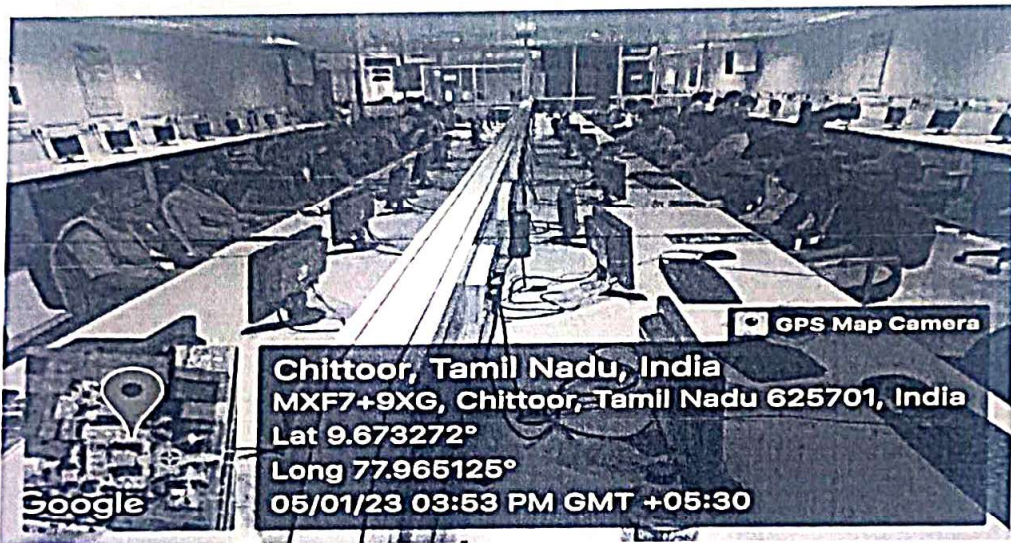 GPS Map Camera
Chittoor, Tamil Nadu, India
MXF7+9XG, Chittoor, Tamil Nadu 625701, India
Lat 9.673272°
Long 77.965125°
05/01/23 03:53 PM GMT +05:30
Google